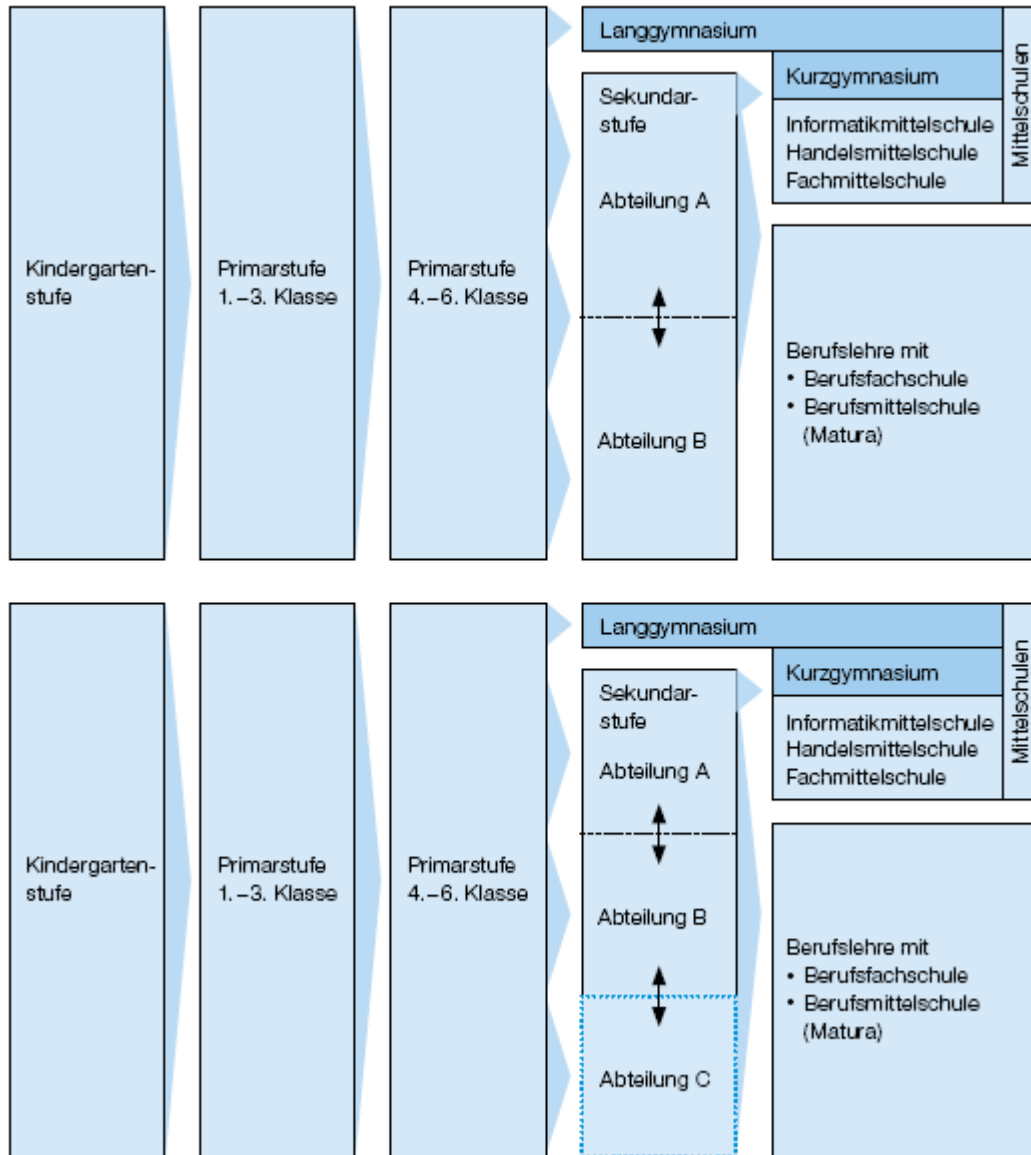 Kindergarten-
stufe
Primarstufe
1.–3. Klasse
Primarstufe
4.–6. Klasse
Langgymnasium
Sekundar-
stufe
Abteilung A
Abteilung B
Kurzgymnasium
Informatikmittelschule
Handelsmittelschule
Fachmittelschule
Mittelschulen
Berufslehre mit
• Berufsfachschule
• Berufsmittelschule
(Matura)
Kindergarten-
stufe
Primarstufe
1.–3. Klasse
Primarstufe
4.–6. Klasse
Langgymnasium
Sekundar-
stufe
Abteilung A
Abteilung B
Abteilung C
Kurzgymnasium
Informatikmittelschule
Handelsmittelschule
Fachmittelschule
Mittelschulen
Berufslehre mit
• Berufsfachschule
• Berufsmittelschule
(Matura)